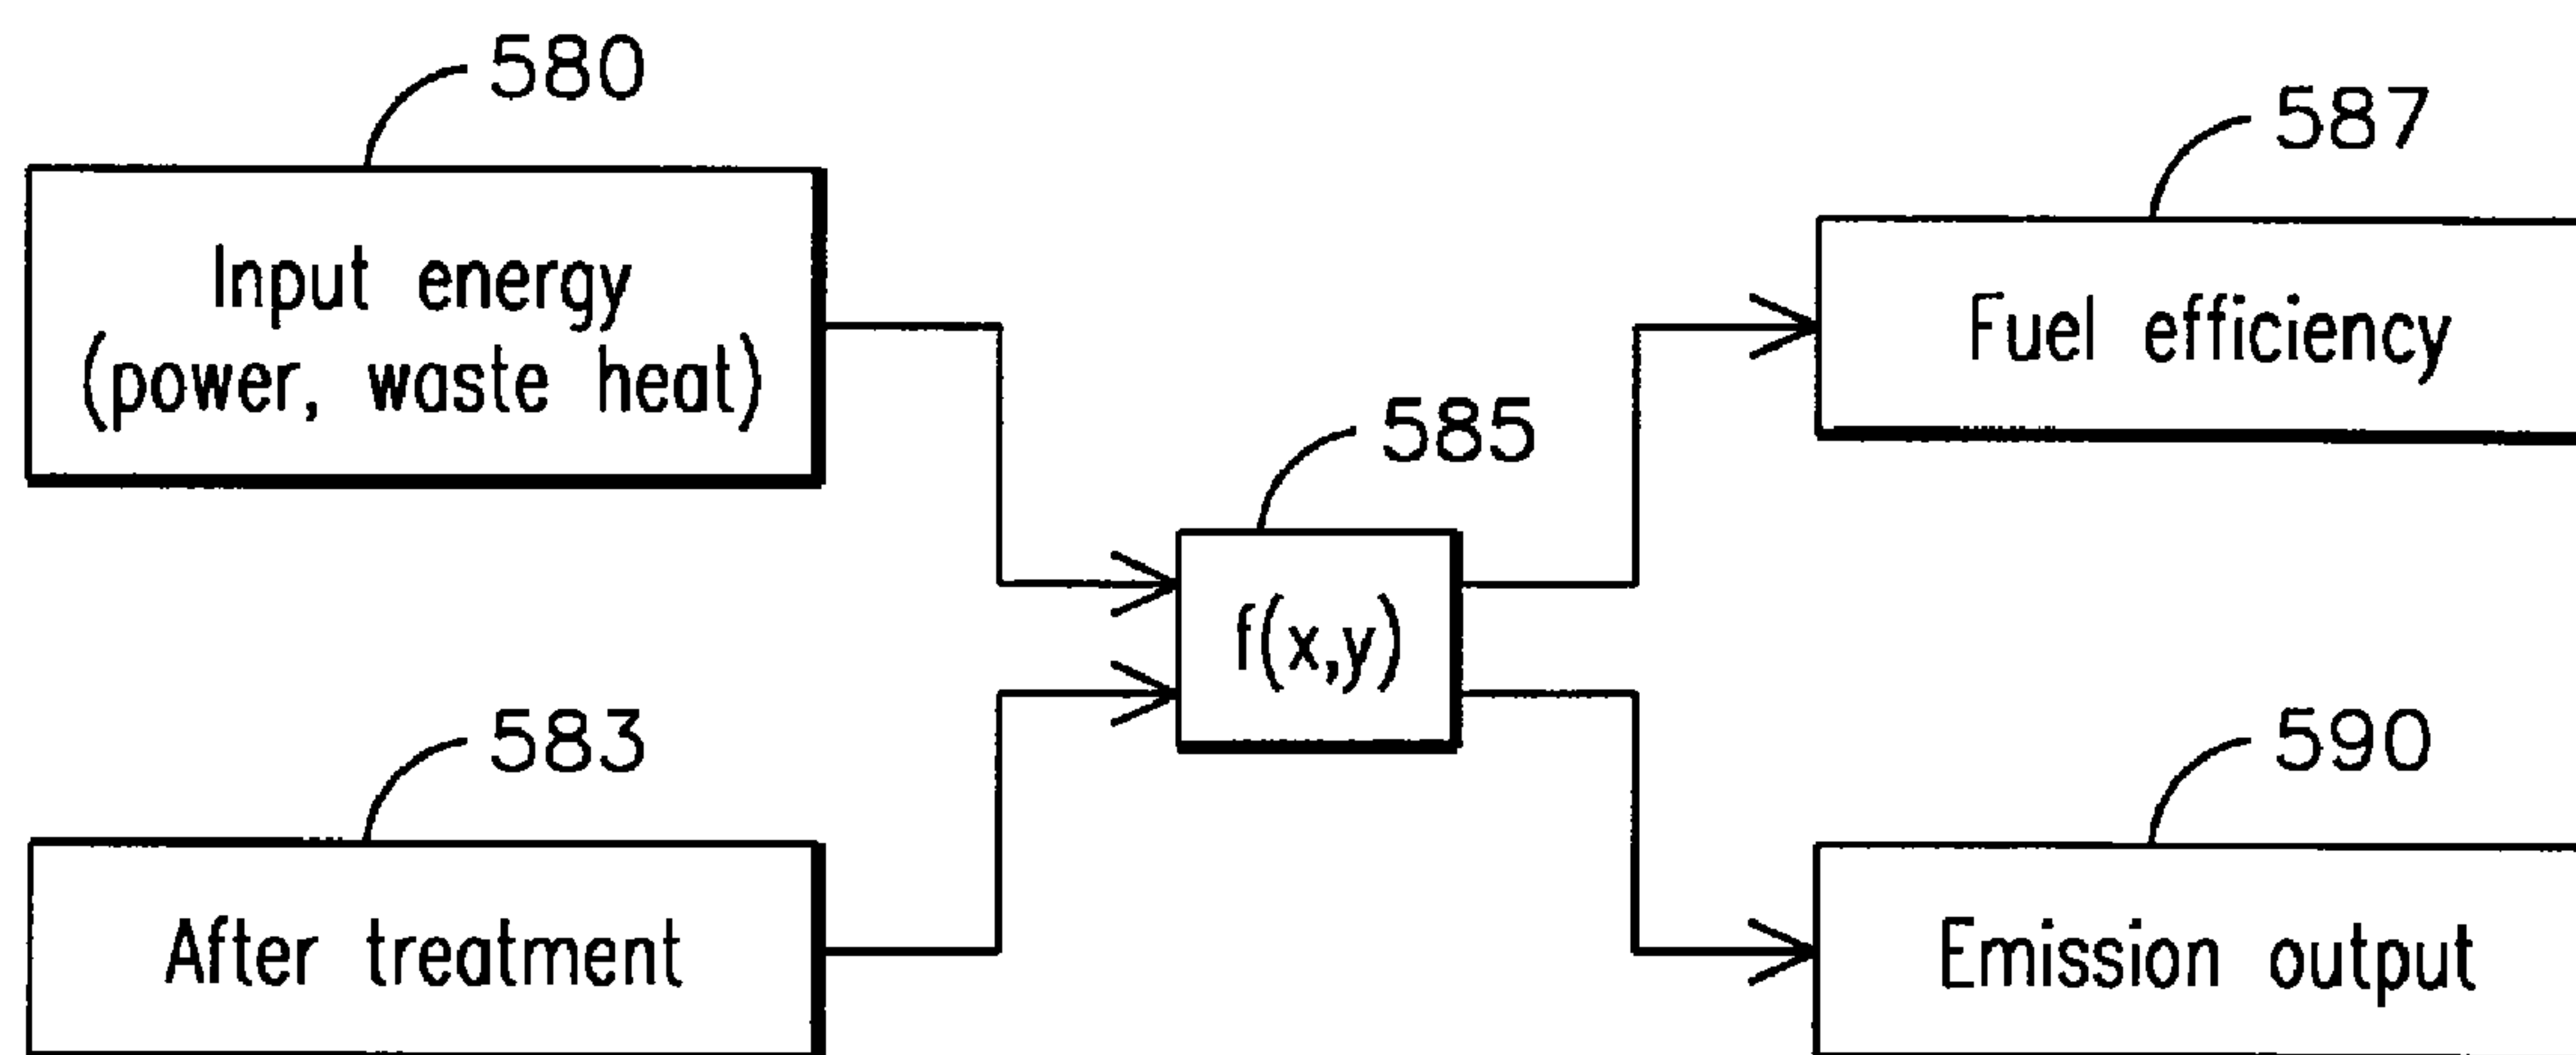 580
Input energy
(power, waste heat)
587
Fuel efficiency
585
f(x,y)
583
After treatment
590
Emission output